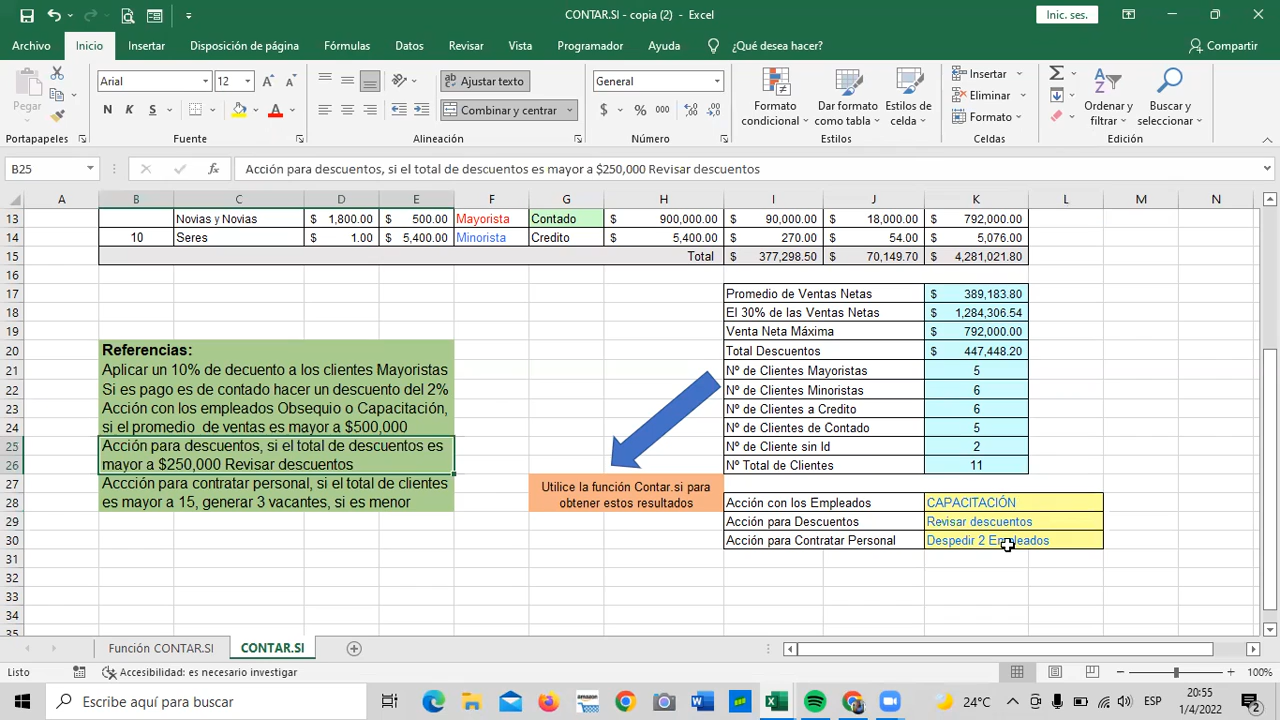 CONTAR.SI - copia (2) - Excel
Inic. ses.
Archivo Inicio Insertar Disposición de página Fórmulas Datos Revisar Vista Programador Ayuda ¿Qué desea hacer? Compartir
Pegar
Arial 12
N K S
Ajustar texto
Combinar y centrar
General
$ % 000
Formato condicional
Dar formato como tabla
Estilos de celda
Insertar
Eliminar
Formato
Ordenar y filtrar
Buscar y seleccionar
Portapapeles Fuente Alineación Número Estilos Celdas Edición
B25 fx Acción para descuentos, si el total de descuentos es mayor a $250,000 Revisar descuentos
A B C D E F G H I J K L M N
13 Novias y Novias $ 1,800.00 $ 500.00 Mayorista Contado $ 900,000.00 $ 90,000.00 $ 18,000.00 $ 792,000.00
14 10 Seres $ 1.00 $ 5,400.00 Minorista Credito $ 5,400.00 $ 270.00 $ 54.00 $ 5,076.00
15 Total $ 377,298.50 $ 70,149.70 $ 4,281,021.80
16
17 Promedio de Ventas Netas $ 389,183.80
18 El 30% de las Ventas Netas $ 1,284,306.54
19 Venta Neta Máxima $ 792,000.00
20 Referencias: Total Descuentos $ 447,448.20
21 Aplicar un 10% de decuento a los clientes Mayoristas Nº de Clientes Mayoristas 5
22 Si es pago es de contado hacer un descuento del 2% Nº de Clientes Minoristas 6
23 Acción con los empleados Obsequio o Capacitación, Nº de Clientes a Credito 6
24 si el promedio de ventas es mayor a $500,000 Nº de Clientes de Contado 5
25 Acción para descuentos, si el total de descuentos es Nº de Cliente sin Id 2
26 mayor a $250,000 Revisar descuentos Nº Total de Clientes 11
27 Accción para contratar personal, si el total de clientes Utilice la función Contar.si para
28 es mayor a 15, generar 3 vacantes, si es menor obtener estos resultados Acción con los Empleados CAPACITACIÓN
29 Acción para Descuentos Revisar descuentos
30 Acción para Contratar Personal Despedir 2 Empleados
31
32
33
34
35
Función CONTAR.SI CONTAR.SI
Listo Accesibilidad: es necesario investigar 100%
Escribe aquí para buscar amazon 24°C ESP 20:55
1/4/2022 2